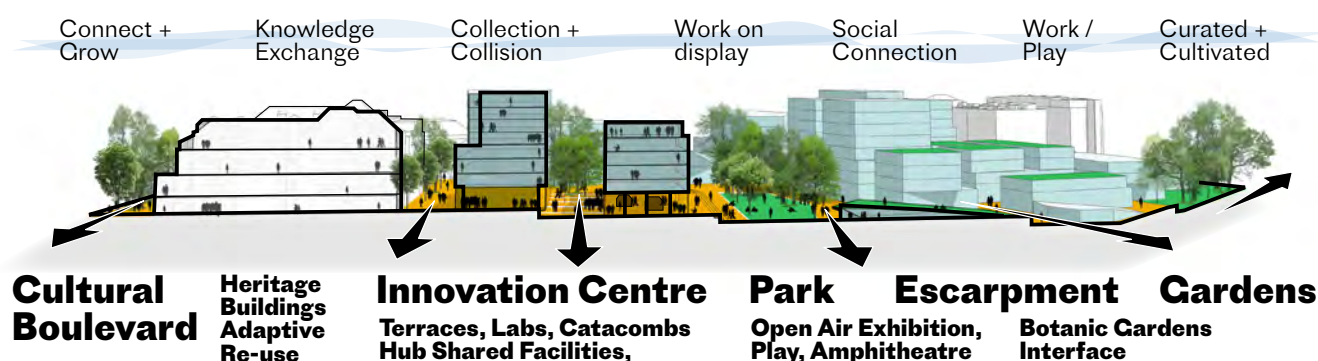 Connect +
Grow
Knowledge
Exchange
Collection +
Collision
Work on
display
Social
Connection
Work /
Play
Curated +
Cultivated
Cultural
Boulevard
Heritage
Buildings
Adaptive
Re-use
Innovation Centre
Terraces, Labs, Catacombs
Hub Shared Facilities,
Park
Open Air Exhibition,
Play, Amphitheatre
Escarpment
Gardens
Botanic Gardens
Interface